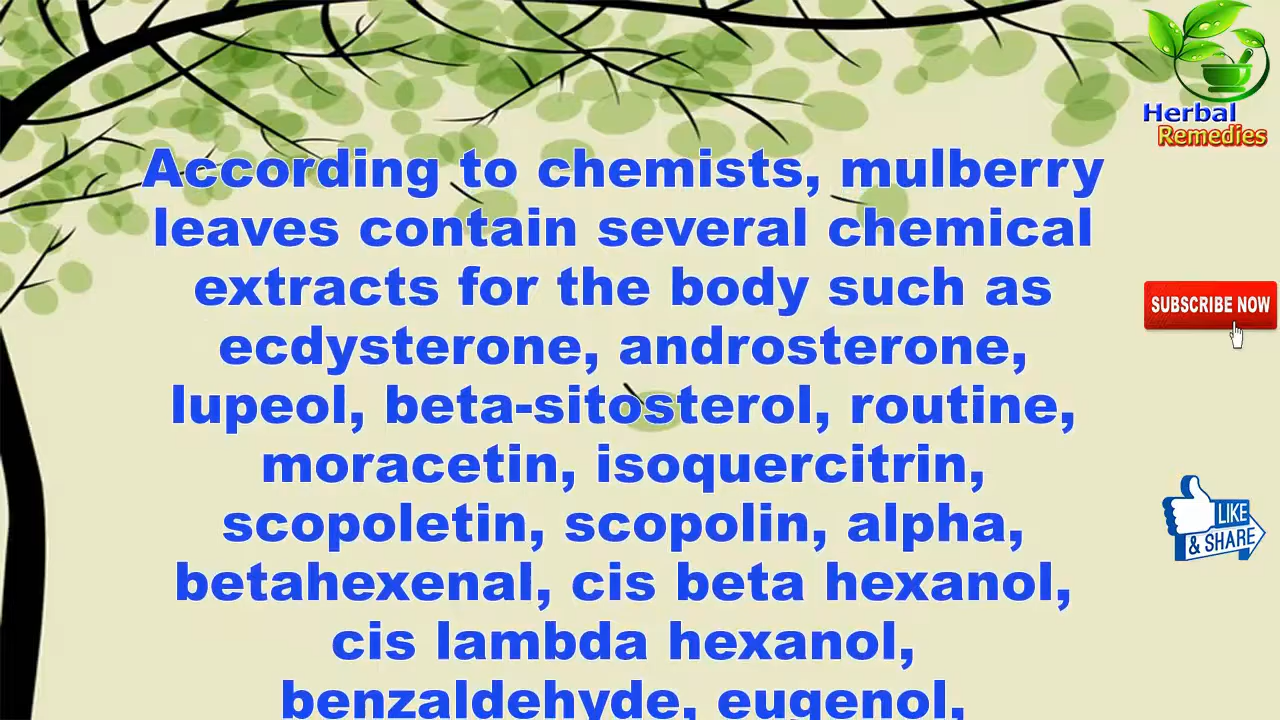 Herbal
Remedies
According to chemists, mulberry
leaves contain several chemical
extracts for the body such as
ecdysterone, androsterone,
lupeol, beta-sitosterol, routine,
moracetin, isoquercitrin,
scopoletin, scopolin, alpha,
betahexenal, cis beta hexanol,
cis lambda hexanol,
benzaldehyde, eugenol,
SUBSCRIBE NOW
LIKE
& SHARE